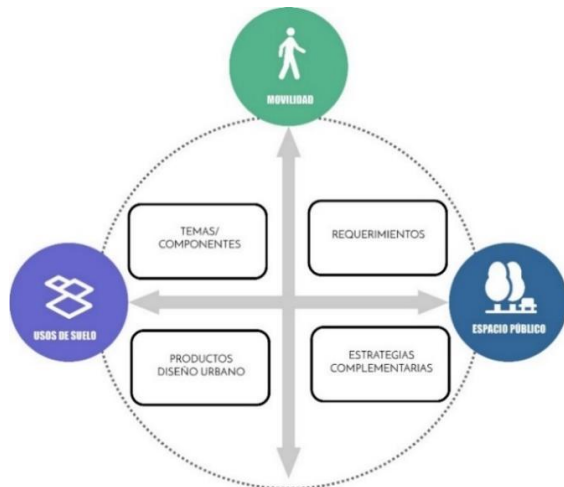 MOVILIDAD
TEMAS/
COMPONENTES
REQUERIMIENTOS
USOS DE SUELO
ESPACIO PÚBLICO
PRODUCTOS
DISEÑO URBANO
ESTRATEGIAS
COMPLEMENTARIAS